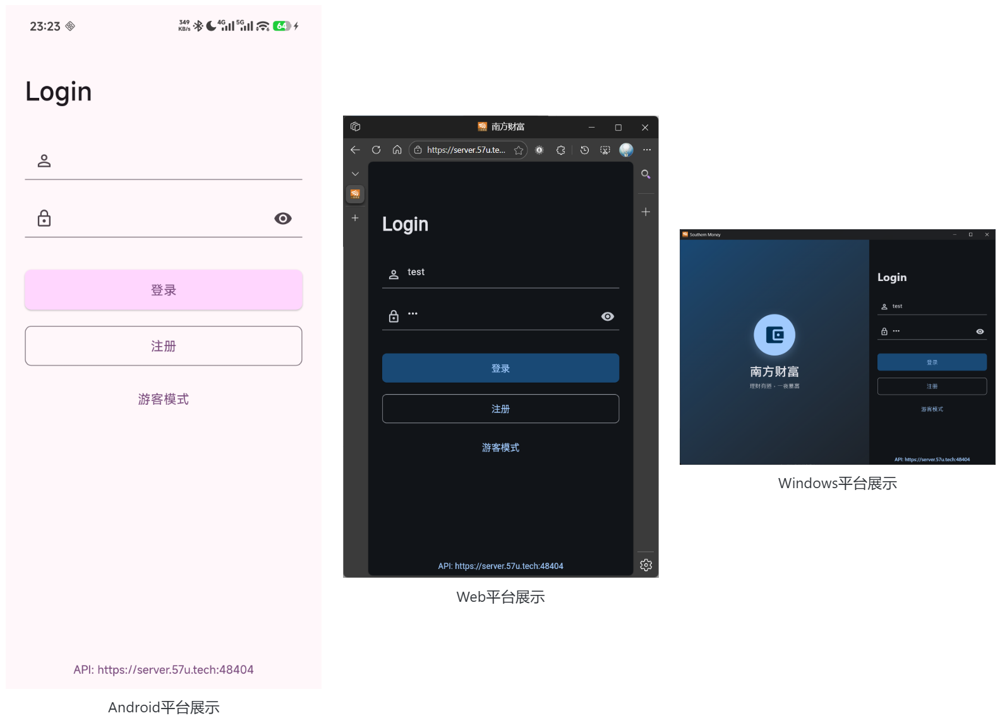 23:23
349
KB/s
4G
5G
6
64
Login
登录
注册
游客模式
API: https://server.57u.tech:48404
Android平台展示
南方财富
https://server.57u.te...
Login
test
•••
登录
注册
游客模式
API: https://server.57u.tech:48404
Web平台展示
Southern Money
南方财富
理财有道·一夜暴富
Login
test
•••
登录
注册
游客模式
API: https://server.57u.tech:48404
Windows平台展示